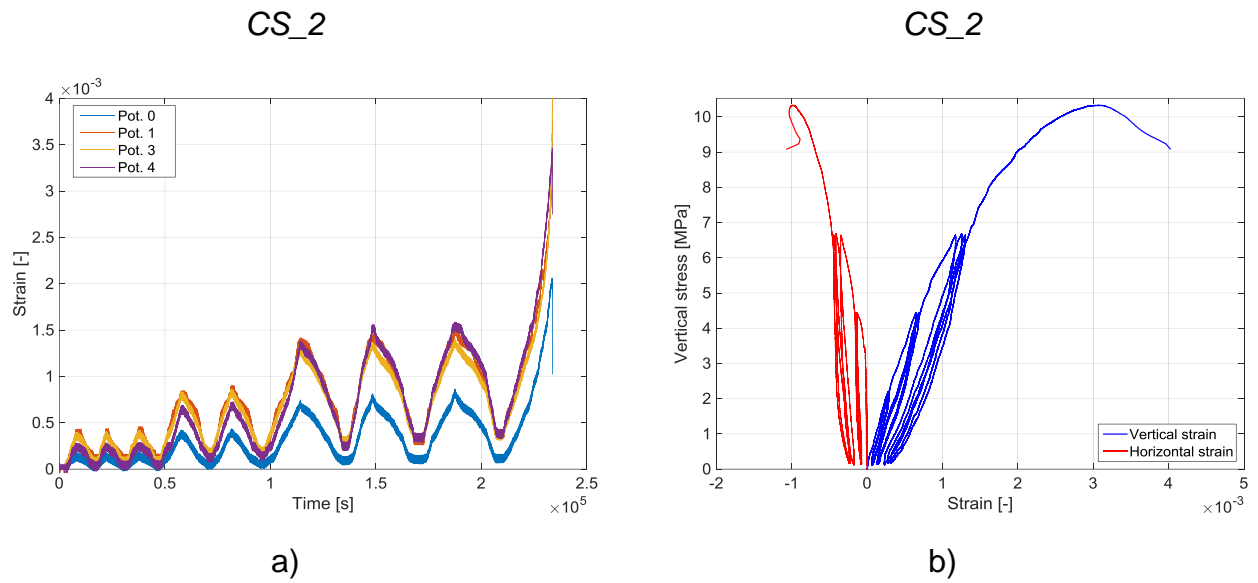 CS_2
CS_2
×10⁻³
4
3.5
3
2.5
2
1.5
1
0.5
0
Strain [-]
Pot. 0
Pot. 1
Pot. 3
Pot. 4
0 0.5 1 1.5 2 2.5
Time [s]
×10⁵
10
9
8
7
6
5
4
3
2
1
0
Vertical stress [MPa]
Vertical strain
Horizontal strain
-2 -1 0 1 2 3 4 5
Strain [-]
×10⁻³
a)
b)